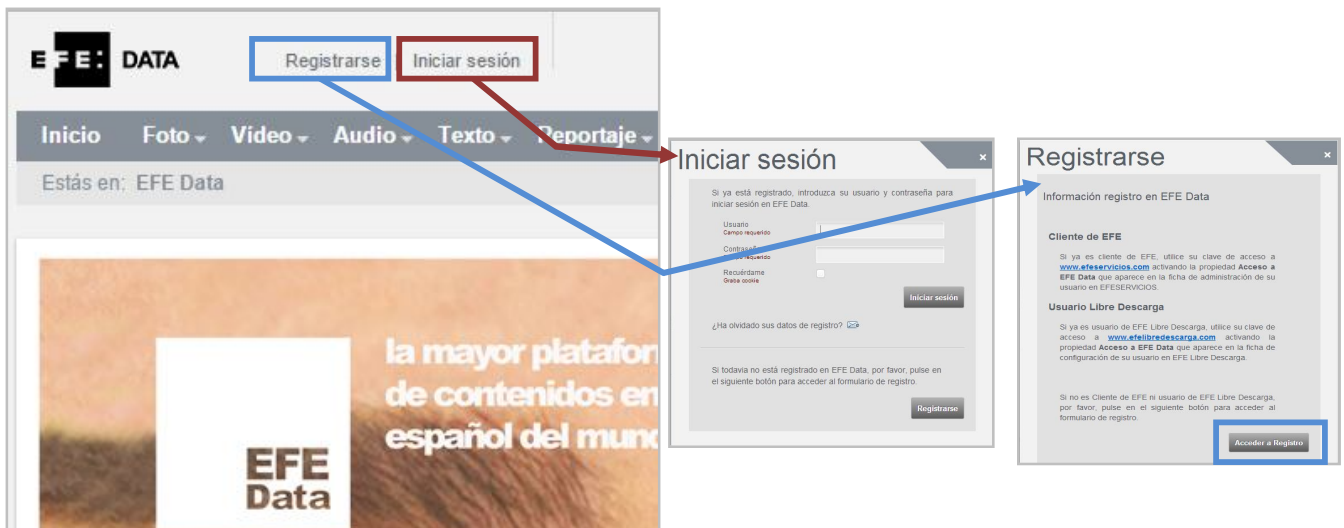 EFE: DATA
Registrarse
Iniciar sesión
Inicio Foto Vídeo Audio Texto Reportaje
Estás en: EFE Data
la mayor plataform
de contenidos en
español del mund
EFE
Data
Iniciar sesión
×
Si ya está registrado, introduzca su usuario y contraseña para
iniciar sesión en EFE Data.
Usuario
Campo requerido
Contraseña
Campo requerido
Recuérdame
Graba cookie
Iniciar sesión
¿Ha olvidado sus datos de registro?
Si todavia no está registrado en EFE Data, por favor, pulse en
el siguiente botón para acceder al formulario de registro.
Registrarse
Registrarse
×
Información registro en EFE Data
Cliente de EFE
Si ya es cliente de EFE, utilice su clave de acceso a
www.efeservicios.com activando la propiedad Acceso a
EFE Data que aparece en la ficha de administración de su
usuario en EFESERVICIOS.
Usuario Libre Descarga
Si ya es usuario de EFE Libre Descarga, utilice su clave de
acceso a www.efelibredescarga.com activando la
propiedad Acceso a EFE Data que aparece en la ficha de
configuración de su usuario en EFE Libre Descarga.
Si no es Cliente de EFE ni usuario de EFE Libre Descarga,
por favor, pulse en el siguiente botón para acceder al
formulario de registro.
Acceder a Registro